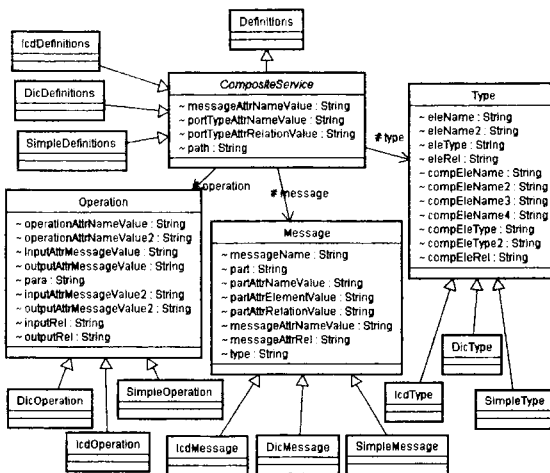 Definitions
IcdDefinitions
DicDefinitions
SimpleDefinitions
CompositeService
~ messageAttrNameValue : String
~ portTypeAttrNameValue : String
~ portTypeAttrRelationValue : String
~ path : String
Type
~ eleName : String
~ eleName2 : String
~ eleType : String
~ eleRel : String
~ compEleName : String
~ compEleName2 : String
~ compEleName3 : String
~ compEleName4 : String
~ compEleType : String
~ compEleType2 : String
~ compEleRel : String
# type
# operation
# message
Operation
~ operationAttrNameValue : String
~ operationAttrNameValue2 : String
~ inputAttrMessageValue : String
~ outputAttrMessageValue : String
~ para : String
~ inputAttrMessageValue2 : String
~ outputAttrMessageValue2 : String
~ inputRel : String
~ outputRel : String
Message
~ messageName : String
~ part : String
~ partAttrNameValue : String
~ partAttrElementValue : String
~ partAttrRelationValue : String
~ messageAttrNameValue : String
~ messageAttrRel : String
~ type : String
DicType
IcdType
SimpleType
SimpleOperation
DicOperation
IcdOperation
IcdMessage
DicMessage
SimpleMessage